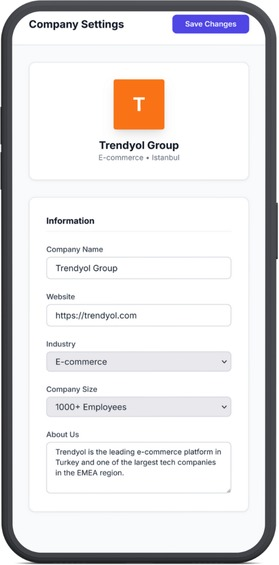 Company Settings
Save Changes
T
Trendyol Group
E-commerce • Istanbul
Information
Company Name
Trendyol Group
Website
https://trendyol.com
Industry
E-commerce
Company Size
1000+ Employees
About Us
Trendyol is the leading e-commerce platform in
Turkey and one of the largest tech companies
in the EMEA region.